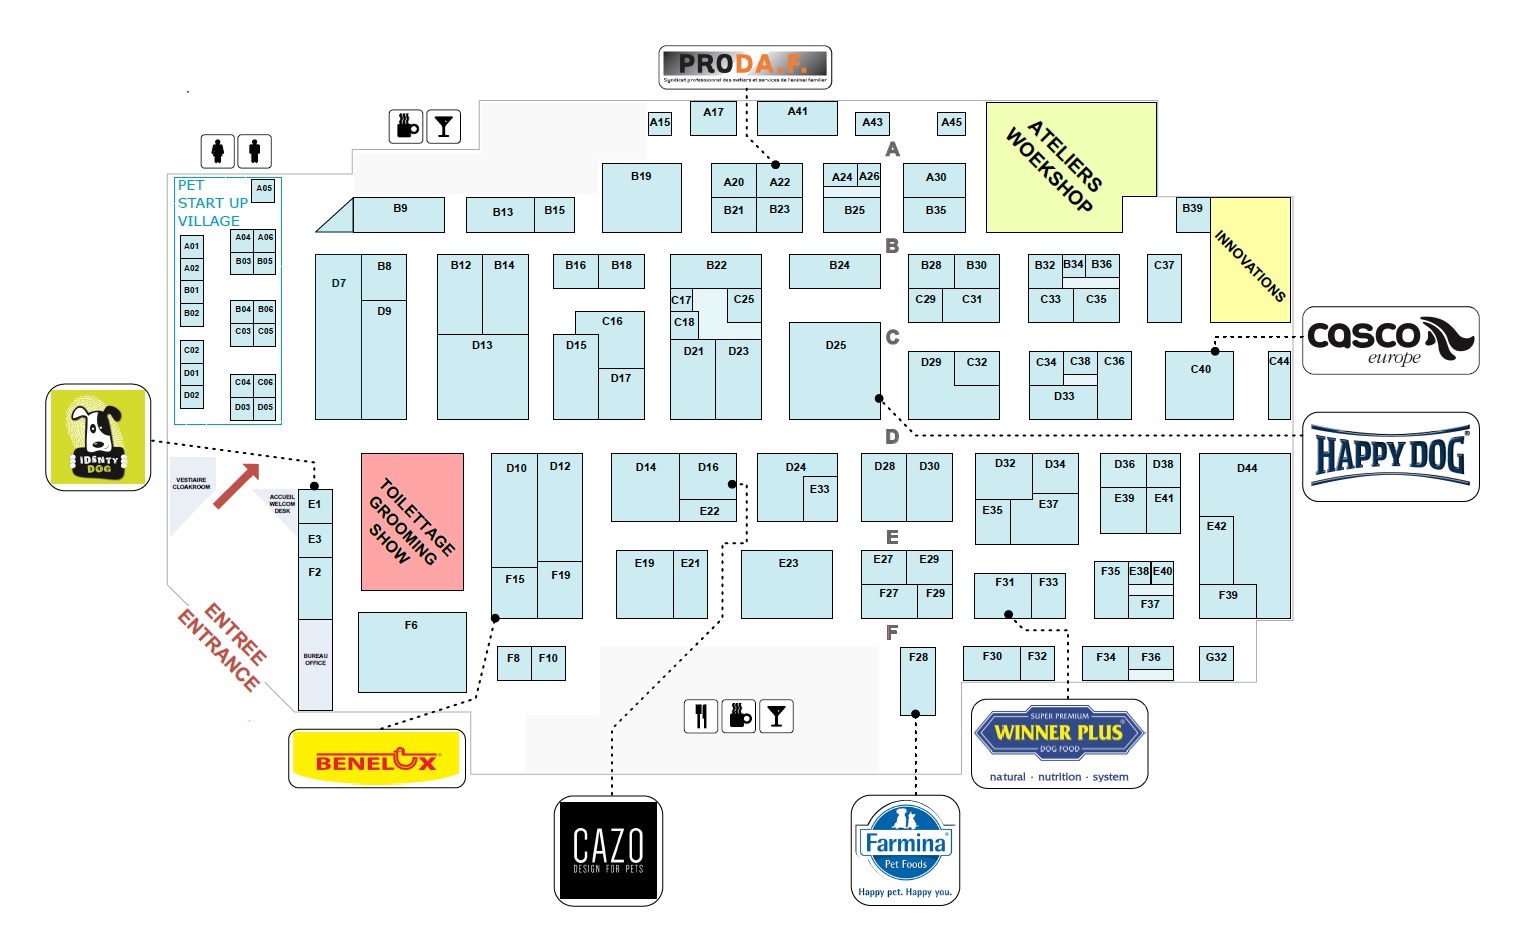 PRODA.F.
Syndicat professionnel des métiers et services de l'animal familier
A15
A17
A41
A43
A45
A
ATELIERS
WOEKSHOP
PET
START UP
VILLAGE
A05
A01
A02
B01
B02
A04 A06
B03 B05
B04 B06
C03 C05
C02
D01
D02
C04 C06
D03 D05
B9
B13 B15
B19
A20 A22
B21 B23
A24 A26
B25
A30
B35
B39
INNOVATIONS
B
D7
B8
D9
B12 B14
D13
B16 B18
C16
D15
D17
B22
C17
C25
C18
D21 D23
B24
D25
B28 B30
C29 C31
B32 B34 B36
C33 C35
C37
C
D29 C32
C34 C38 C36
D33
C40
C44
casco
europe
HAPPY DOG
D
IDENTY
DOG
VESTIAIRE
CLOAKROOM
ACCUEIL
WELCOM
DESK
E1
E3
F2
BUREAU
OFFICE
ENTREE
ENTRANCE
TOILETTAGE
GROOMING
SHOW
F6
D10 D12
F15 F19
F8 F10
D14 D16
E22
D24
E33
D28 D30
D32 D34
E35 E37
D36 D38
E39 E41
D44
E42
F39
E
E19 E21
E23
E27 E29
F27 F29
F31 F33
F35 E38 E40
F37
F
F28
F30 F32
F34 F36
G32
BENELUX
CAZO
DESIGN FOR PETS
Farmina
Pet Foods
Happy pet. Happy you.
SUPER PREMIUM
WINNER PLUS
DOG FOOD
natural · nutrition · system